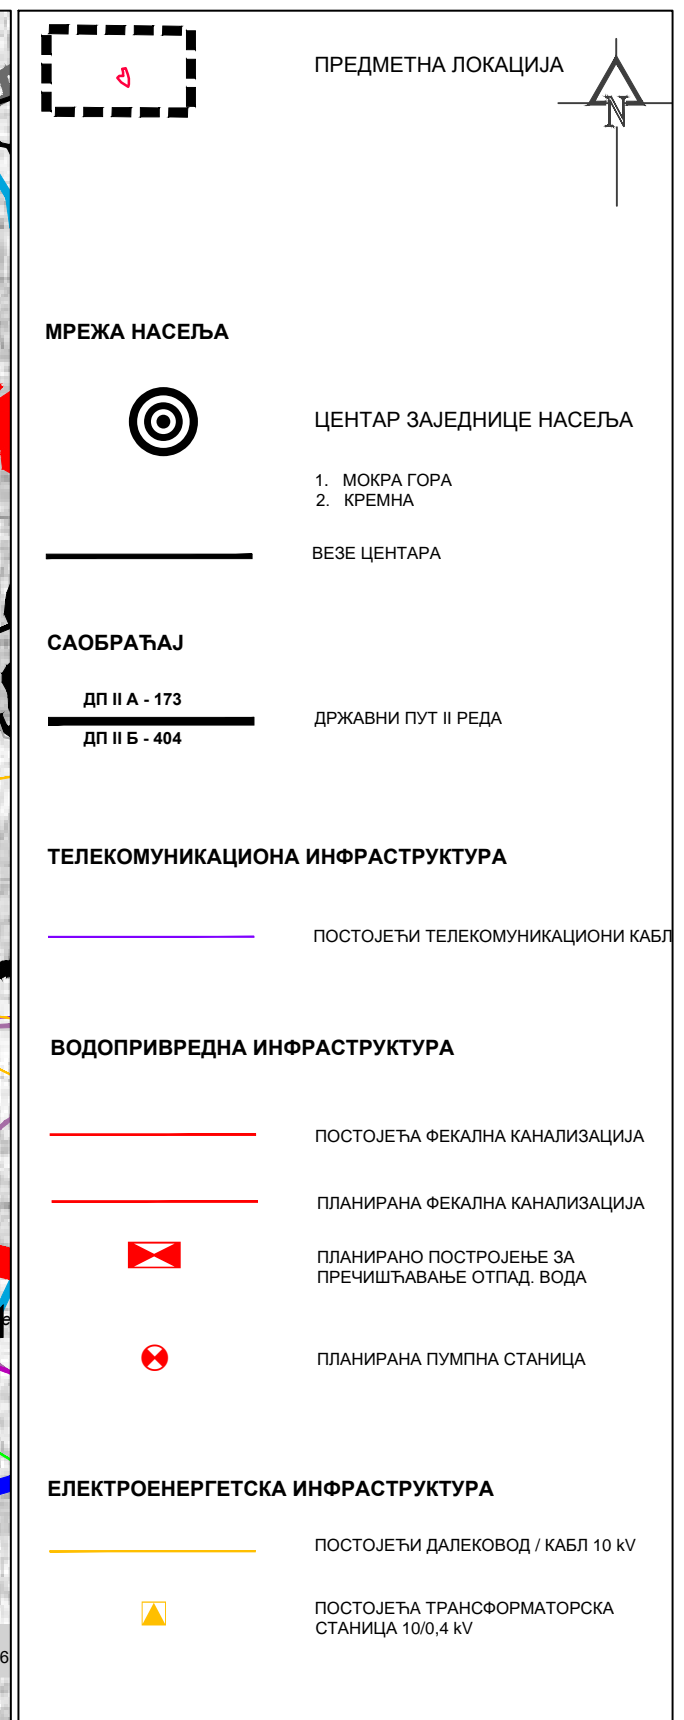 ПРЕДМЕТНА ЛОКАЦИЈА
N
МРЕЖА НАСЕЉА
ЦЕНТАР ЗАЈЕДНИЦЕ НАСЕЉА
1. МОКРА ГОРА
2. КРЕМНА
ВЕЗЕ ЦЕНТАРА
САОБРАЋАЈ
ДП II А - 173
ДП II Б - 404
ДРЖАВНИ ПУТ II РЕДА
ТЕЛЕКОМУНИКАЦИОНА ИНФРАСТРУКТУРА
ПОСТОЈЕЋИ ТЕЛЕКОМУНИКАЦИОНИ КАБЛ
ВОДОПРИВРЕДНА ИНФРАСТРУКТУРА
ПОСТОЈЕЋА ФЕКАЛНА КАНАЛИЗАЦИЈА
ПЛАНИРАНА ФЕКАЛНА КАНАЛИЗАЦИЈА
ПЛАНИРАНО ПОСТРОЈЕЊЕ ЗА
ПРЕЧИШЋАВАЊЕ ОТПАД. ВОДА
ПЛАНИРАНА ПУМПНА СТАНИЦА
ЕЛЕКТРОЕНЕРГЕТСКА ИНФРАСТРУКТУРА
ПОСТОЈЕЋИ ДАЛЕКОВОД / КАБЛ 10 kV
ПОСТОЈЕЋА ТРАНСФОРМАТОРСКА
СТАНИЦА 10/0,4 kV
6